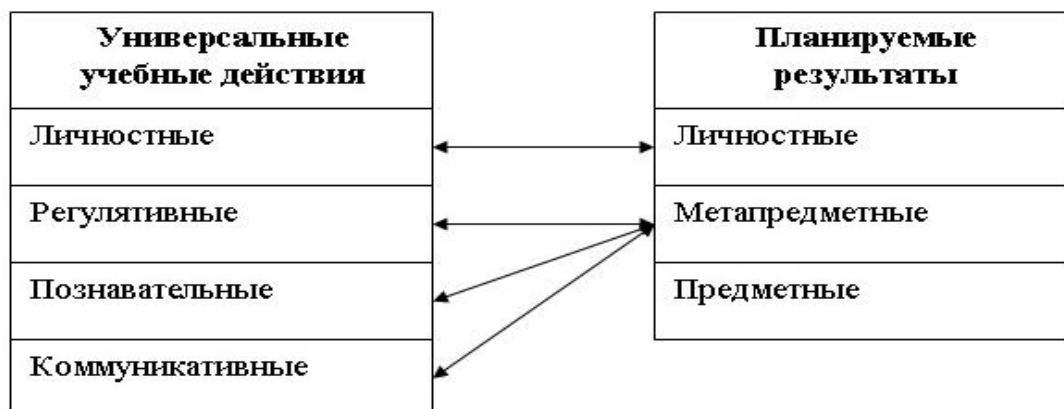 Универсальные
учебные действия
Личностные
Регулятивные
Познавательные
Коммуникативные
Планируемые
результаты
Личностные
Метапредметные
Предметные